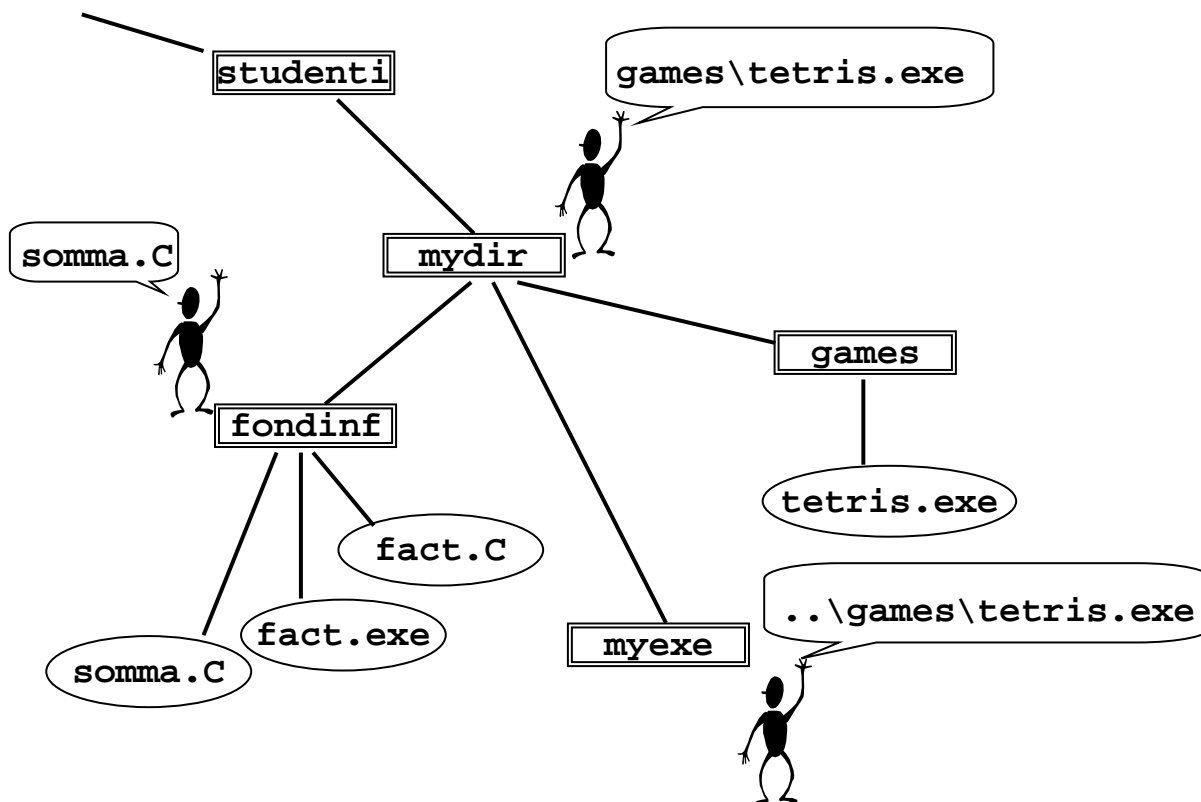 studenti
games\tetris.exe
mydir
somma.C
games
fondinf
tetris.exe
fact.C
..\games\tetris.exe
fact.exe
myexe
somma.C